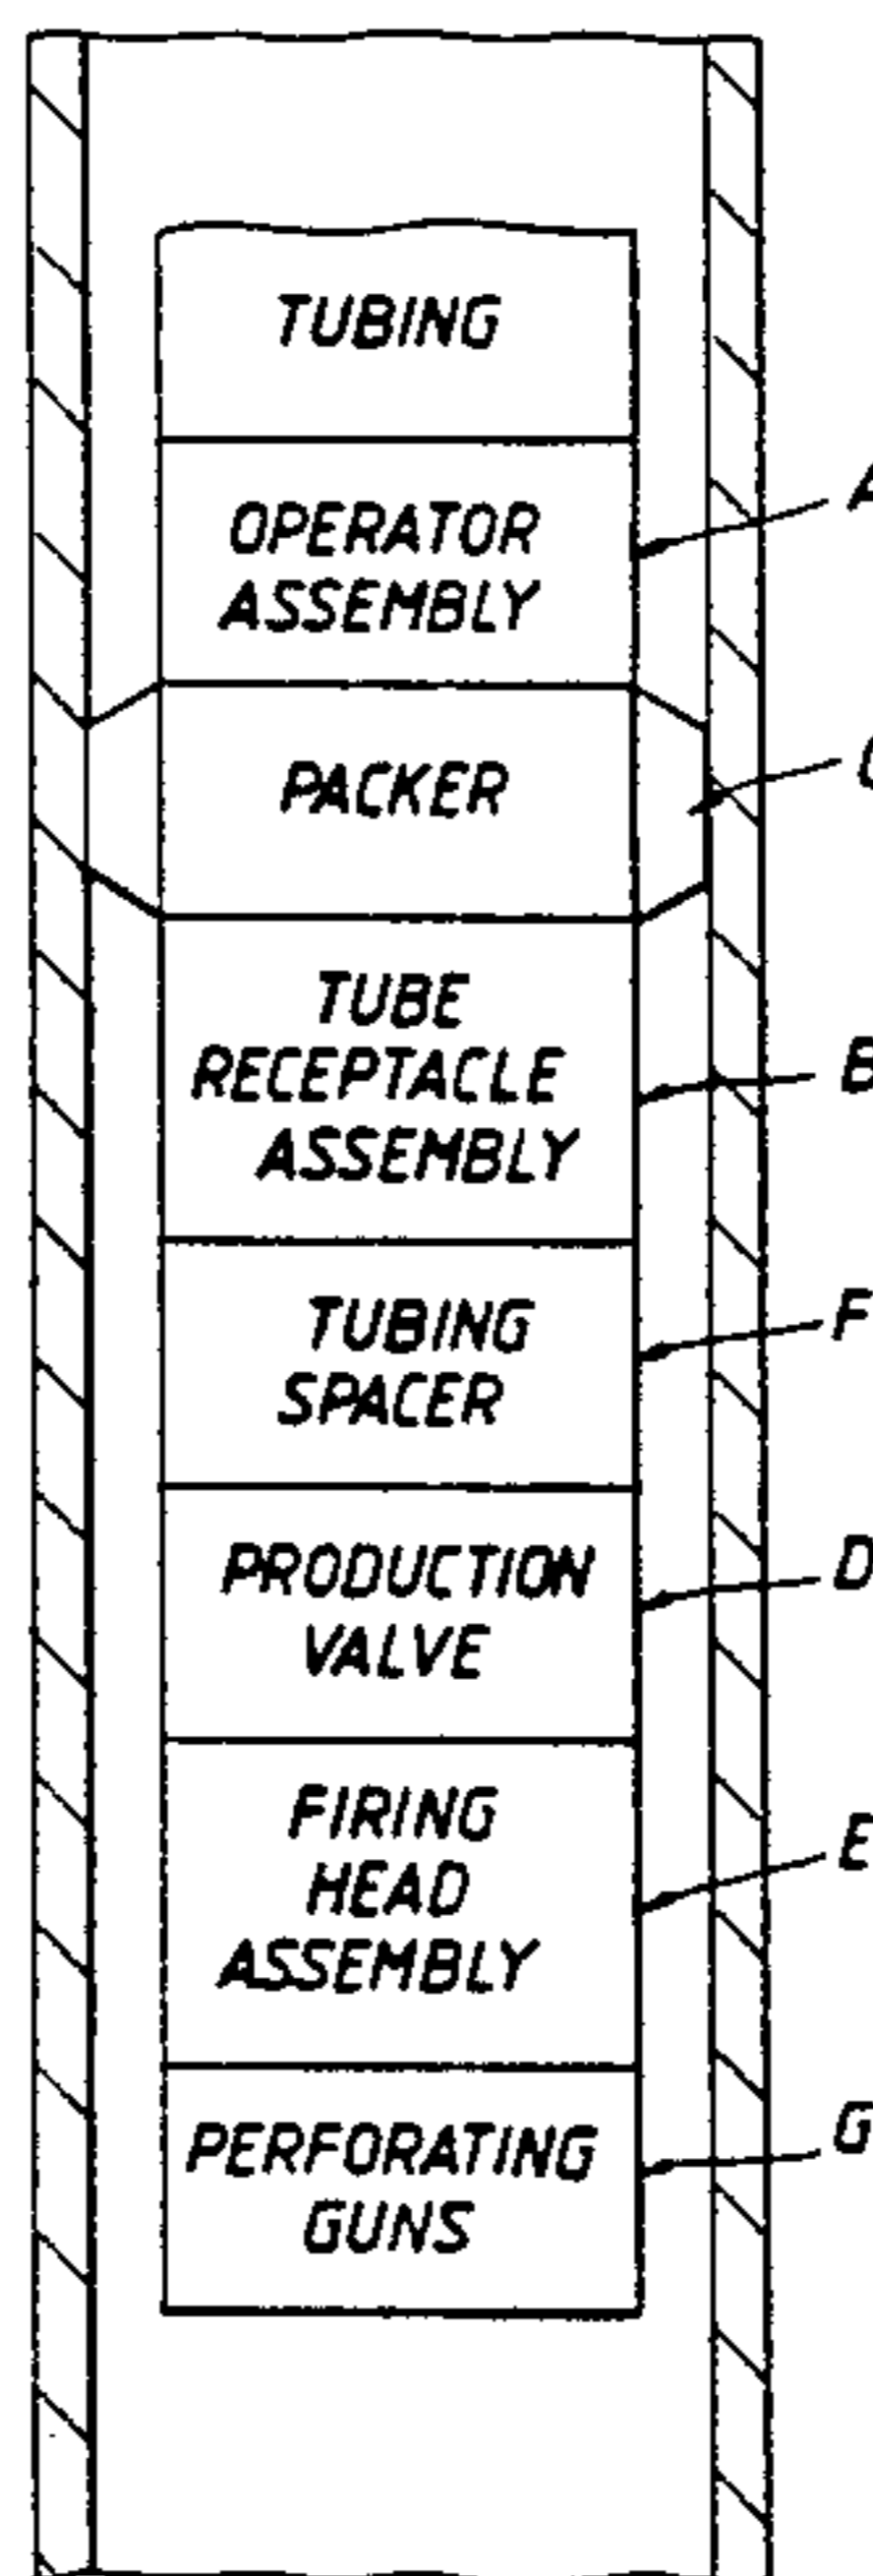 TUBING
OPERATOR A
ASSEMBLY
PACKER
TUBE
RECEPTACLE B
ASSEMBLY
TUBING F
SPACER
PRODUCTION D
VALVE
FIRING
HEAD E
ASSEMBLY
PERFORATING G
GUNS